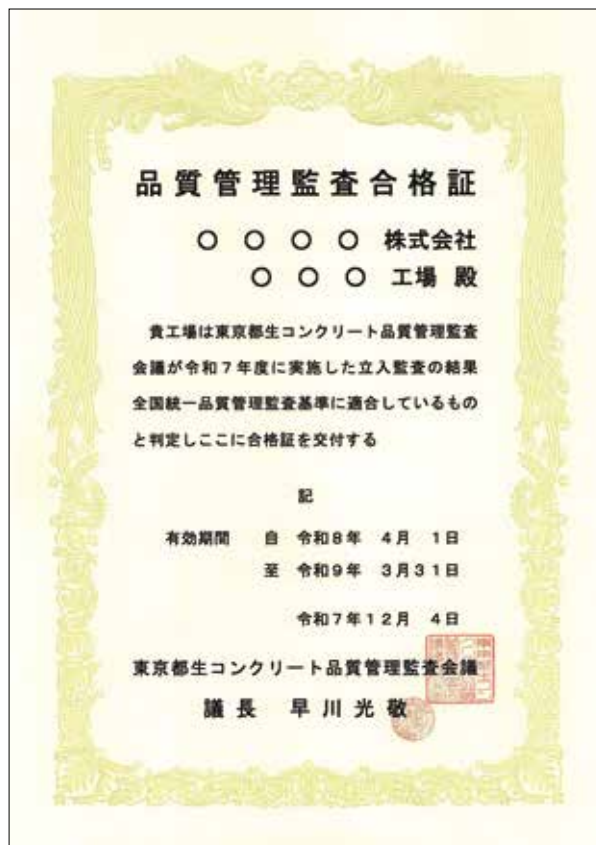 品質管理監査合格証
〇 〇 〇 〇 株式会社
〇 〇 〇 工場 殿
貴工場は東京都生コンクリート品質管理監査
会議が令和7年度に実施した立入監査の結果
全国統一品質管理監査基準に適合しているもの
と判定しここに合格証を交付する
記
有効期間 自 令和8年 4月 1日
至 令和9年 3月31日
令和7年12月 4日
東京都生コンクリート品質管理監査会議
議長 早川光敬